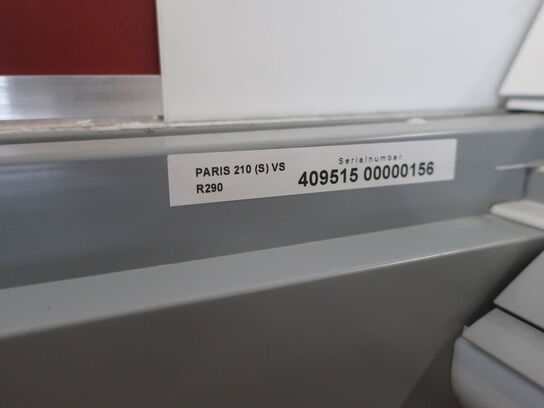 PARIS 210 (S) VS
R290
Serialnumber
409515 00000156